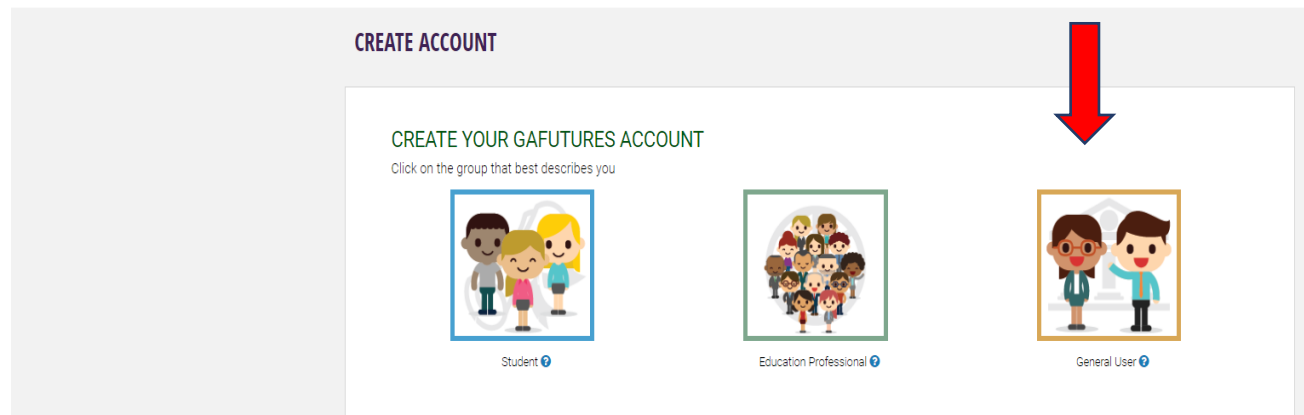 CREATE ACCOUNT
CREATE YOUR GAFUTURES ACCOUNT
Click on the group that best describes you
Student ?
Education Professional ?
General User ?